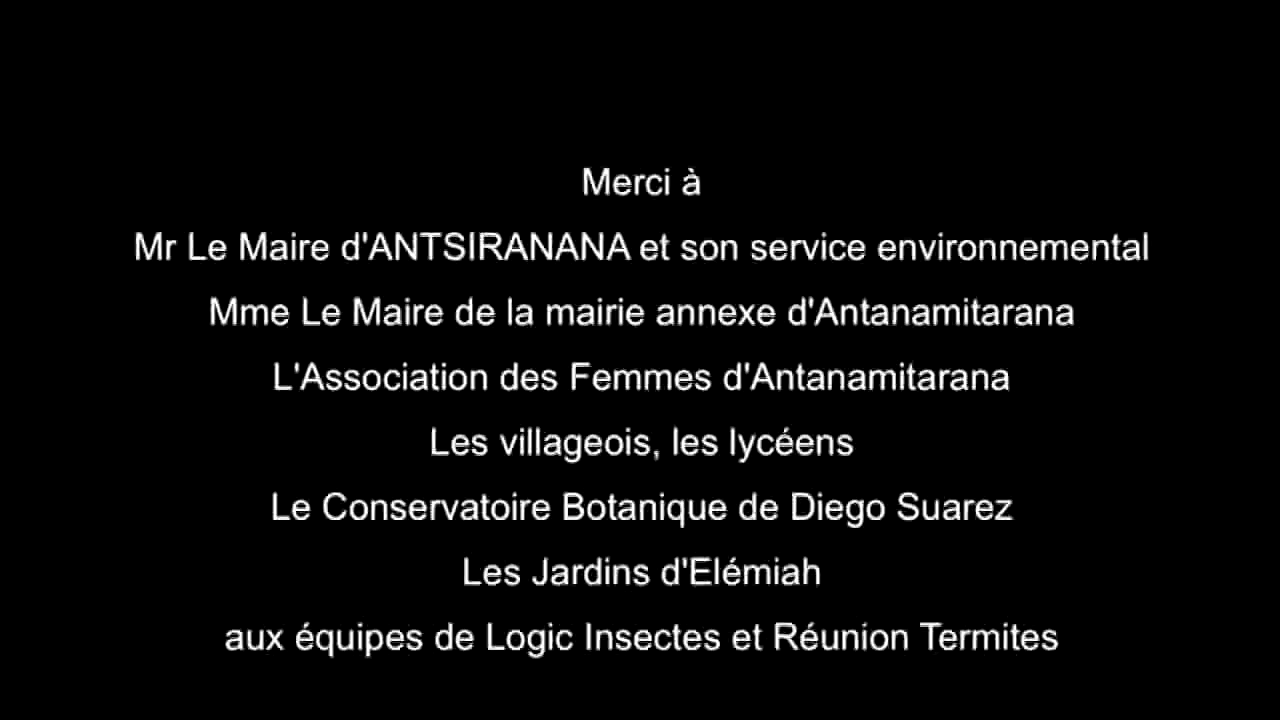 Merci à
Mr Le Maire d'ANTSIRANANA et son service environnemental
Mme Le Maire de la mairie annexe d'Antanamitarana
L'Association des Femmes d'Antanamitarana
Les villageois, les lycéens
Le Conservatoire Botanique de Diego Suarez
Les Jardins d'Elémiah
aux équipes de Logic Insectes et Réunion Termites